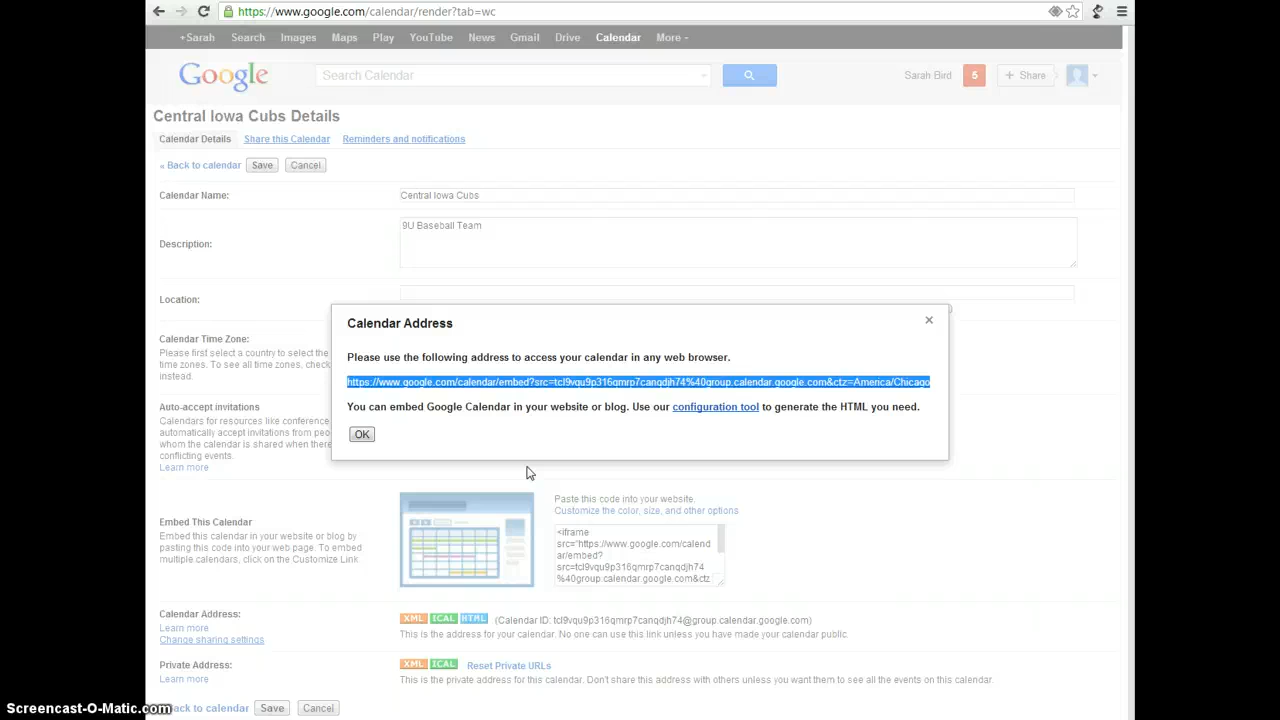 https://www.google.com/calendar/render?tab=wc
+Sarah Search Images Maps Play YouTube News Gmail Drive Calendar More
Google Search Calendar Sarah Bird 5 + Share
Central Iowa Cubs Details
Calendar Details Share this Calendar Reminders and notifications
« Back to calendar Save Cancel
Calendar Name: Central Iowa Cubs
9U Baseball Team
Description:
Location:
Calendar Address
Calendar Time Zone:
Please first select a country to select the
time zones. To see all time zones, check
instead.
Please use the following address to access your calendar in any web browser.
https://www.google.com/calendar/embed?src=tcl9vqu9p316qmrp7canqdjh74%40group.calendar.google.com&ctz=America/Chicago
You can embed Google Calendar in your website or blog. Use our configuration tool to generate the HTML you need.
OK
Auto-accept invitations
Calendars for resources like conference
automatically accept invitations from peo
whom the calendar is shared when there
conflicting events.
Learn more
Embed This Calendar
Embed this calendar in your website or blog by
pasting this code into your web page. To embed
multiple calendars, click on the Customize Link.
Paste this code into your website.
Customize the color, size, and other options
<iframe
src="https://www.google.com/calend
ar/embed?
src=tcl9vqu9p316qmrp7canqdjh74
%40group.calendar.google.com&ctz
Calendar Address:
Learn more
Change sharing settings
XML ICAL HTML (Calendar ID: tcl9vqu9p316qmrp7canqdjh74@group.calendar.google.com)
This is the address for your calendar. No one can use this link unless you have made your calendar public.
Private Address:
Learn more
XML ICAL Reset Private URLs
This is the private address for this calendar. Don't share this address with others unless you want them to see all the events on this calendar.
Screencast-O-Matic.com
ack to calendar Save Cancel